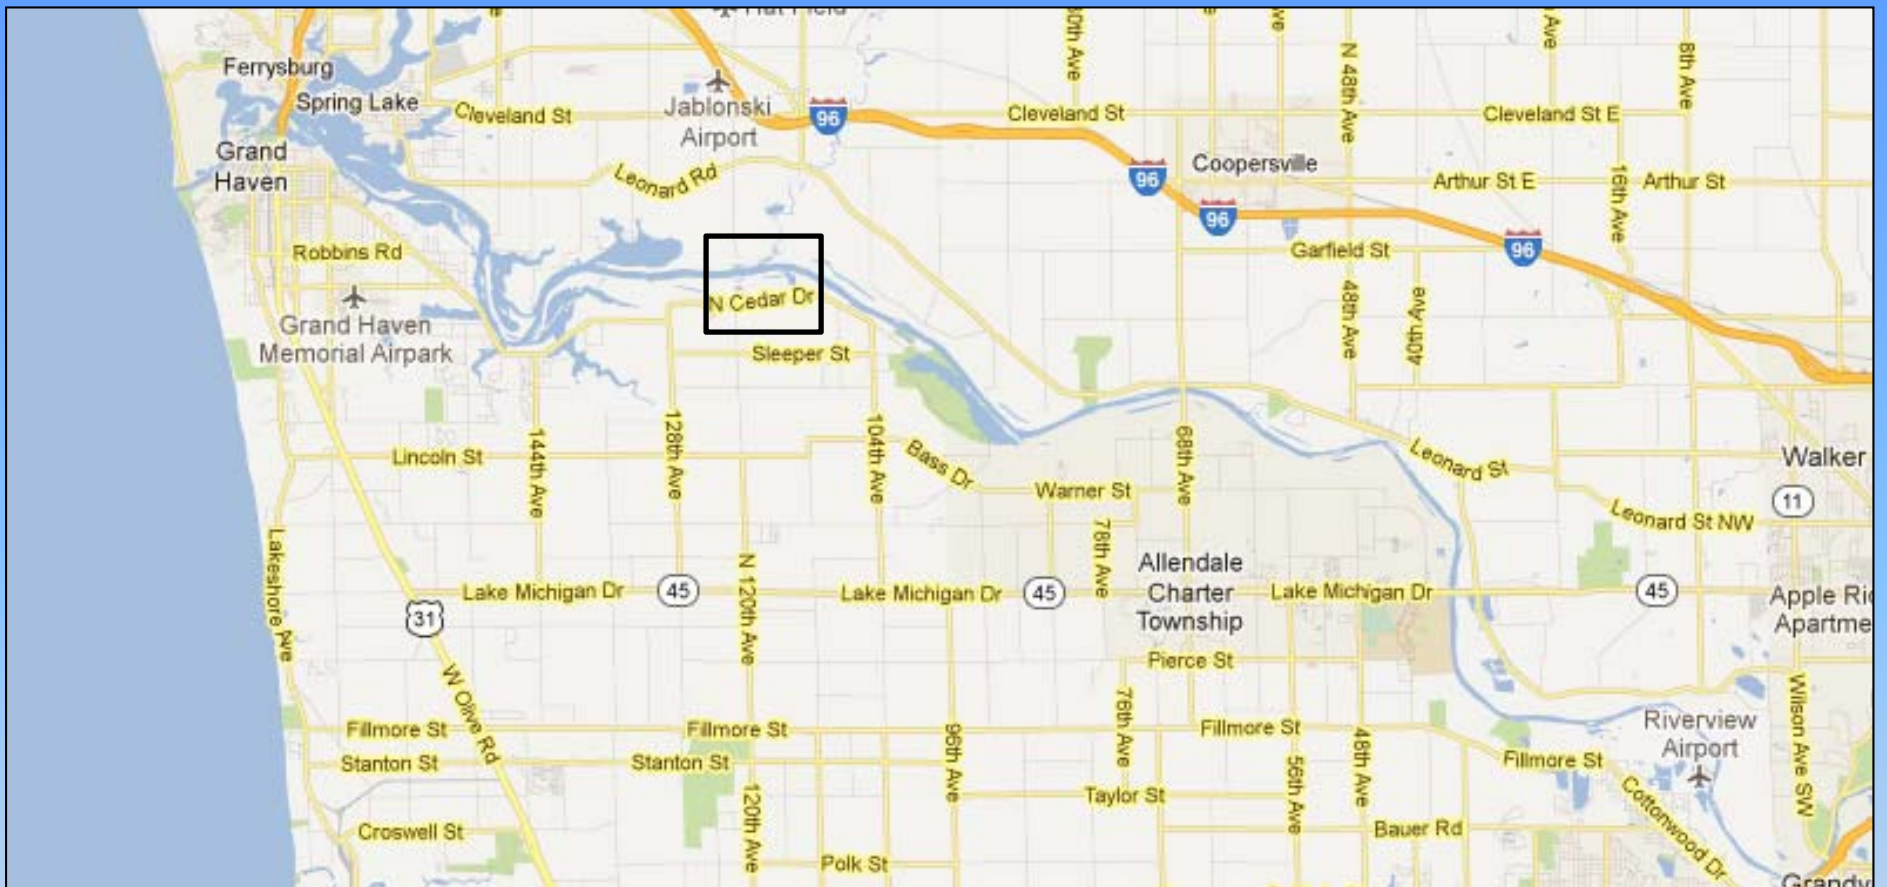 Flat Field
80th Ave
N 48th Ave
Ave
8th Ave
Ferrysburg
Spring Lake
Cleveland St
Jablonski
Airport
96
Cleveland St
Cleveland St E
Grand
Haven
Leonard Rd
96
Coopersville
Arthur St E
16th Ave
Arthur St
96
Robbins Rd
Garfield St
96
N Cedar Dr
48th Ave
40th Ave
Grand Haven
Memorial Airpark
Sleeper St
Lincoln St
144th Ave
128th Ave
104th Ave
Bass Dr
68th Ave
Leonard St
Walker
Warner St
11
Leonard St NW
78th Ave
Lakeshore Ave
N 120th Ave
Allendale
Charter
Township
31
Lake Michigan Dr
45
Lake Michigan Dr
45
Lake Michigan Dr
45
Apple Ri
Apartme
Pierce St
W Olive Rd
76th Ave
Wilson Ave SW
Fillmore St
Fillmore St
96th Ave
Fillmore St
48th Ave
Riverview
Airport
Stanton St
Stanton St
56th Ave
Fillmore St
120th Ave
Taylor St
Cottonwood Dr
Croswell St
Bauer Rd
Polk St
Grandv